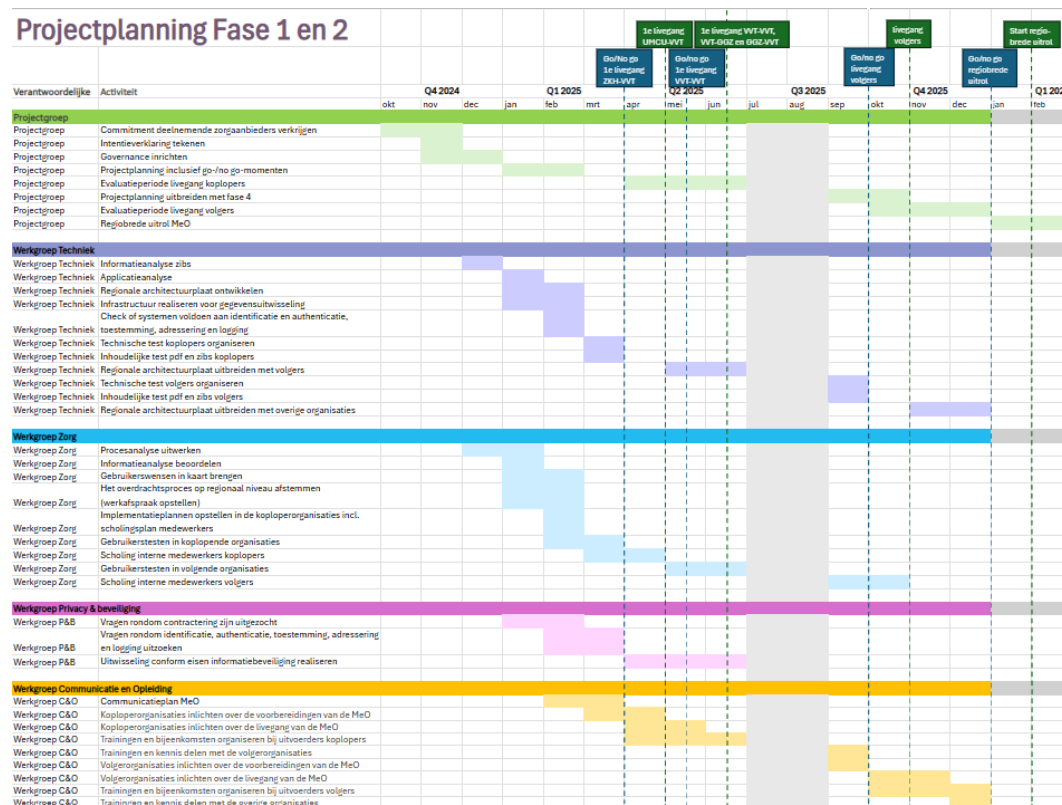 Projectplanning Fase 1 en 2
1e livegang UMCU-VVT
1e livegang VVT-VVT, VVT-GGZ en GGZ-VVT
livegang volgers
Start regio-brede uitrol
Go/No go 1e livegang ZKH-VVT
Go/no go 1e livegang VVT-VVT
Go/no go livegang volgers
Go/no go regiobrede uitrol
Verantwoordelijke Activiteit Q4 2024 Q1 2025 Q2 2025 Q3 2025 Q4 2025 Q1 202
okt nov dec jan feb mrt apr mei jun jul aug sep okt nov dec jan feb
Projectgroep
Projectgroep Commitment deelnemende zorgaanbieders verkrijgen
Projectgroep Intentieverklaring tekenen
Projectgroep Governance inrichten
Projectgroep Projectplanning inclusief go-/no go-momenten
Projectgroep Evaluatieperiode livegang koplopers
Projectgroep Projectplanning uitbreiden met fase 4
Projectgroep Evaluatieperiode livegang volgers
Projectgroep Regiobrede uitrol MeO
Werkgroep Techniek
Werkgroep Techniek Informatieanalyse zibs
Werkgroep Techniek Applicatieanalyse
Werkgroep Techniek Regionale architectuurplaat ontwikkelen
Werkgroep Techniek Infrastructuur realiseren voor gegevensuitwisseling
Check of systemen voldoen aan identificatie en authenticatie,
Werkgroep Techniek toestemming, adressering en logging
Werkgroep Techniek Technische test koplopers organiseren
Werkgroep Techniek Inhoudelijke test pdf en zibs koplopers
Werkgroep Techniek Regionale architectuurplaat uitbreiden met volgers
Werkgroep Techniek Technische test volgers organiseren
Werkgroep Techniek Inhoudelijke test pdf en zibs volgers
Werkgroep Techniek Regionale architectuurplaat uitbreiden met overige organisaties
Werkgroep Zorg
Werkgroep Zorg Procesanalyse uitwerken
Werkgroep Zorg Informatieanalyse beoordelen
Werkgroep Zorg Gebruikerswensen in kaart brengen
Het overdrachtsproces op regionaal niveau afstemmen
Werkgroep Zorg (werkafspraak opstellen)
Implementatieplannen opstellen in de koploperorganisaties incl.
Werkgroep Zorg scholingsplan medewerkers
Werkgroep Zorg Gebruikerstesten in koplopende organisaties
Werkgroep Zorg Scholing interne medewerkers koplopers
Werkgroep Zorg Gebruikerstesten in volgende organisaties
Werkgroep Zorg Scholing interne medewerkers volgers
Werkgroep Privacy & beveiliging
Werkgroep P&B Vragen rondom contractering zijn uitgezocht
Vragen rondom identificatie, authenticatie, toestemming, adressering
Werkgroep P&B en logging uitzoeken
Werkgroep P&B Uitwisseling conform eisen informatiebeveiliging realiseren
Werkgroep Communicatie en Opleiding
Werkgroep C&O Communicatieplan MeO
Werkgroep C&O Koploperorganisaties inlichten over de voorbereidingen van de MeO
Werkgroep C&O Koploperorganisaties inlichten over de livegang van de MeO
Werkgroep C&O Trainingen en bijeenkomsten organiseren bij uitvoerders koplopers
Werkgroep C&O Trainingen en kennis delen met de volgerorganisaties
Werkgroep C&O Volgerorganisaties inlichten over de voorbereidingen van de MeO
Werkgroep C&O Volgerorganisaties inlichten over de livegang van de MeO
Werkgroep C&O Trainingen en bijeenkomsten organiseren bij uitvoerders volgers
Werkgroep C&O Trainingen en kennis delen met de overige organisaties